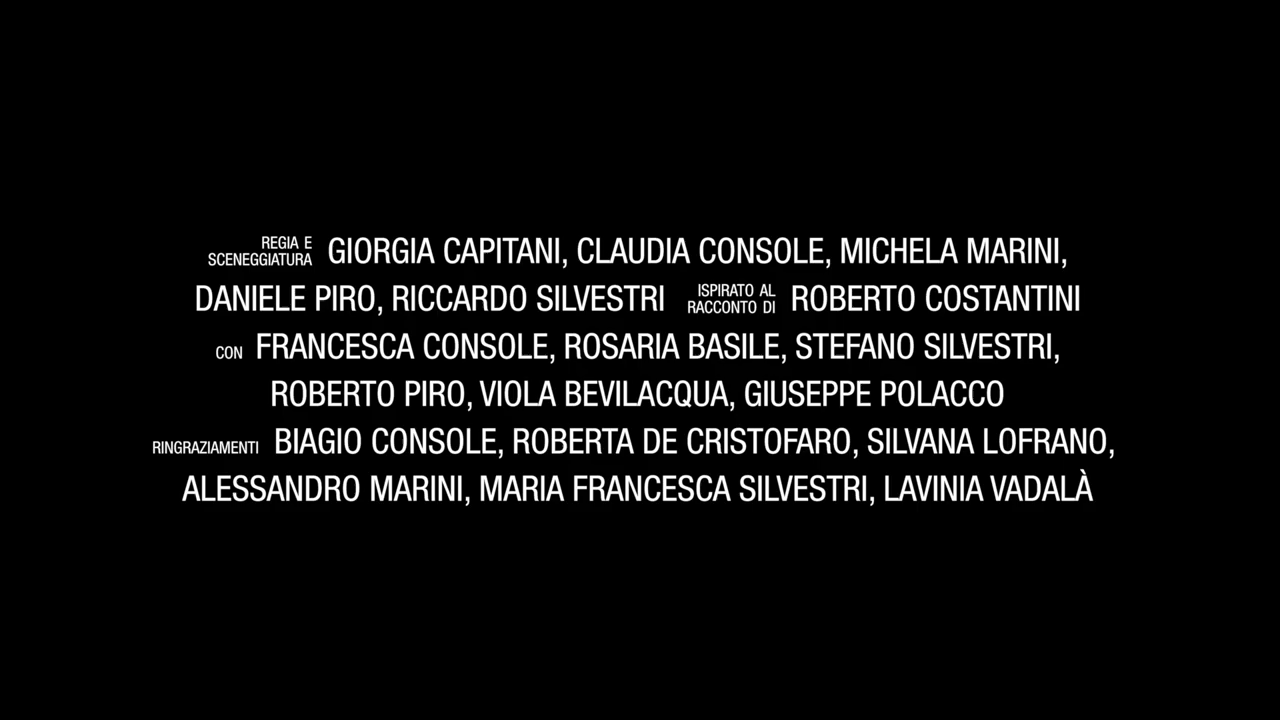 REGIA E SCENEGGIATURA GIORGIA CAPITANI, CLAUDIA CONSOLE, MICHELA MARINI,
DANIELE PIRO, RICCARDO SILVESTRI ISPIRATO AL RACCONTO DI ROBERTO COSTANTINI
CON FRANCESCA CONSOLE, ROSARIA BASILE, STEFANO SILVESTRI,
ROBERTO PIRO, VIOLA BEVILACQUA, GIUSEPPE POLACCO
RINGRAZIAMENTI BIAGIO CONSOLE, ROBERTA DE CRISTOFARO, SILVANA LOFRANO,
ALESSANDRO MARINI, MARIA FRANCESCA SILVESTRI, LAVINIA VADALÀ